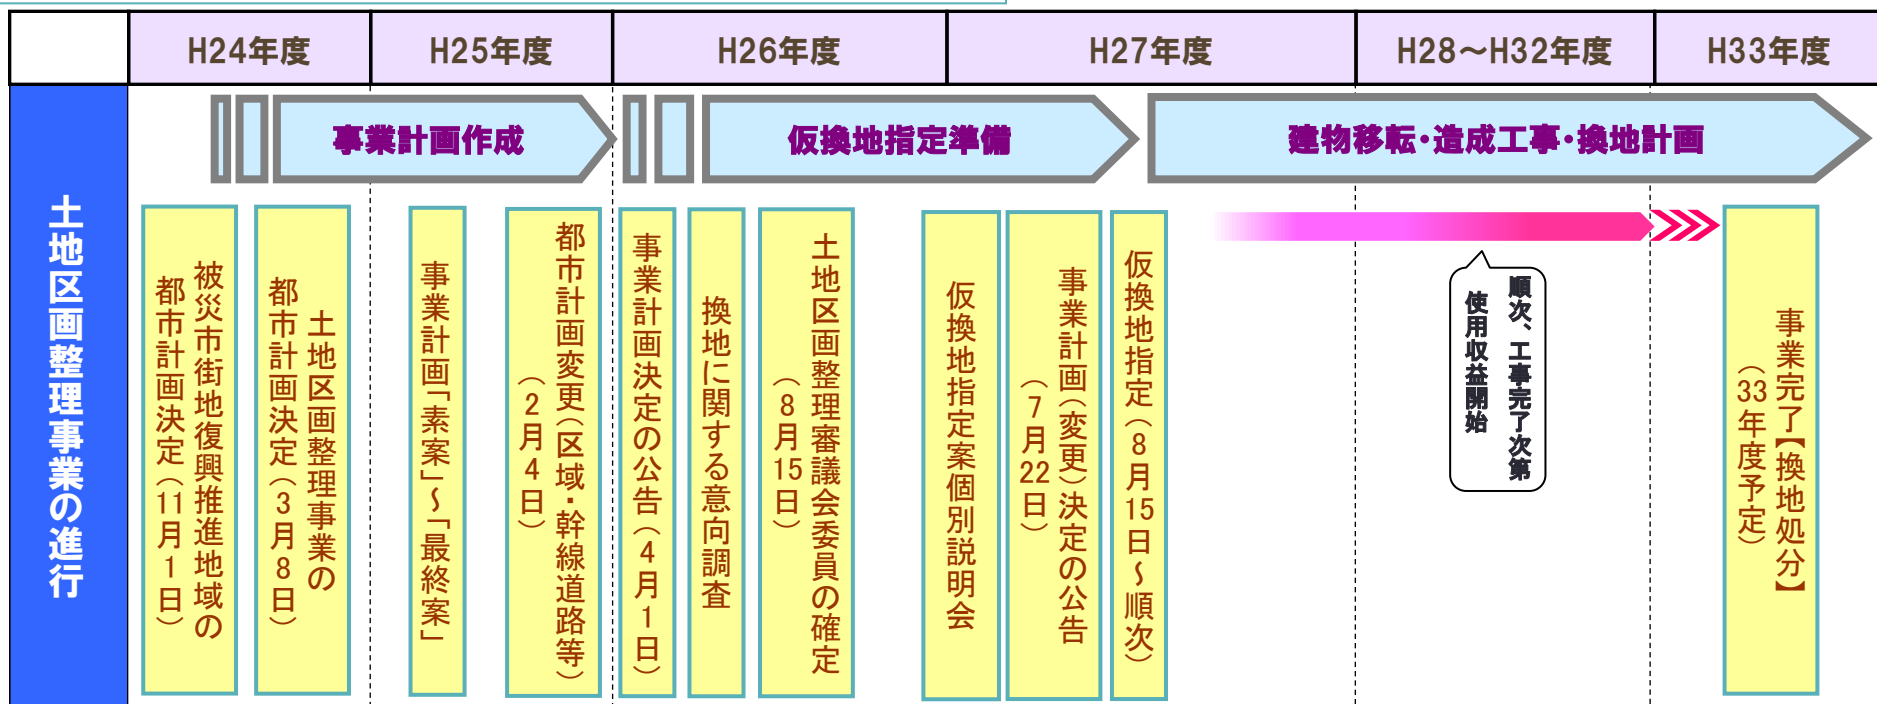 H24年度
H25年度
H26年度
H27年度
H28～H32年度
H33年度
土地区画整理事業の進行
事業計画作成
仮換地指定準備
建物移転・造成工事・換地計画
被災市街地復興推進地域の
都市計画決定（11月1日）
土地区画整理事業の
都市計画決定（3月8日）
事業計画「素案」～「最終案」
都市計画変更（区域・幹線道路等）
（2月4日）
事業計画決定の公告（4月1日）
換地に関する意向調査
土地区画整理審議会委員の確定
（8月15日）
仮換地指定案個別説明会
事業計画（変更）決定の公告
（7月22日）
仮換地指定（8月15日～順次）
順次、工事完了次第
使用収益開始
事業完了【換地処分】
（33年度予定）